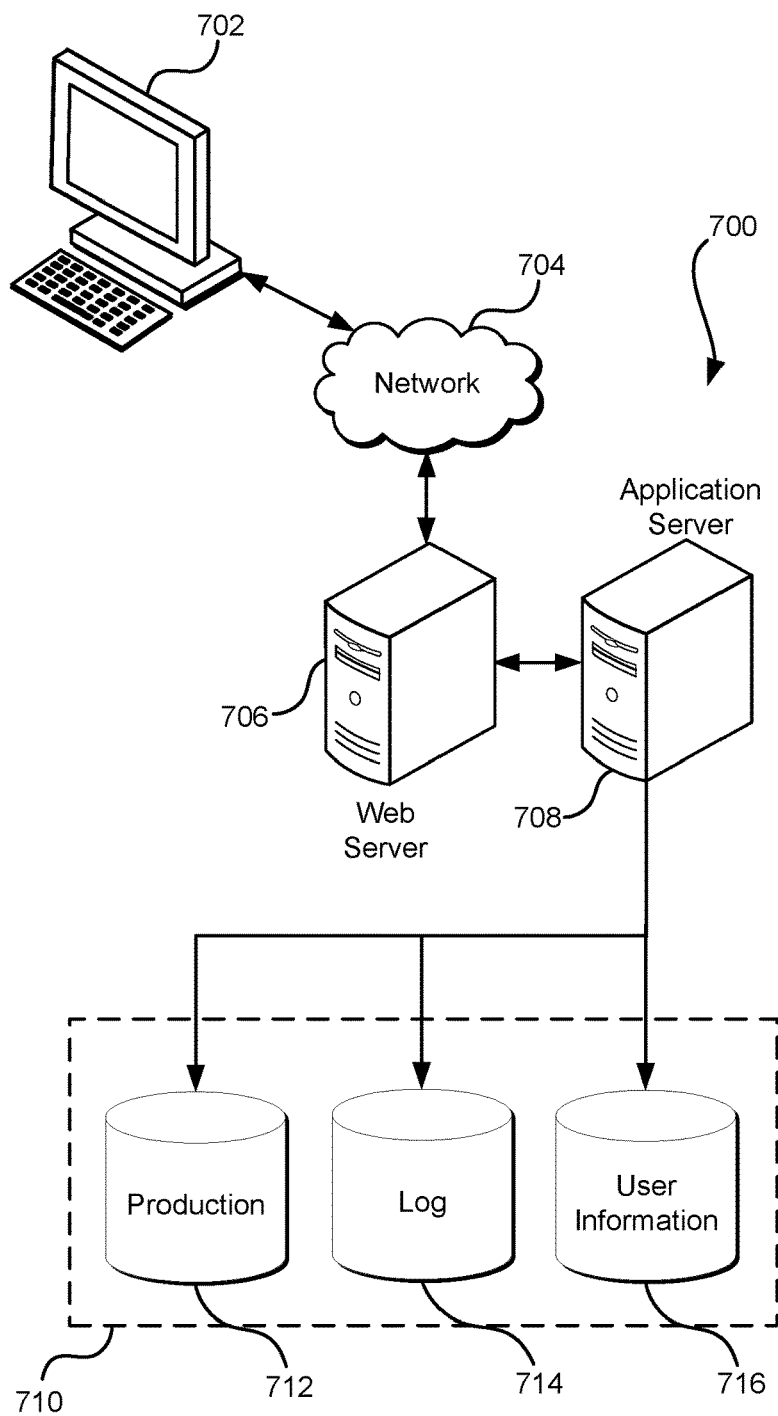 702
700
704
Network
Application
Server
706
Web
Server
708
Production
Log
User
Information
710
712
714
716